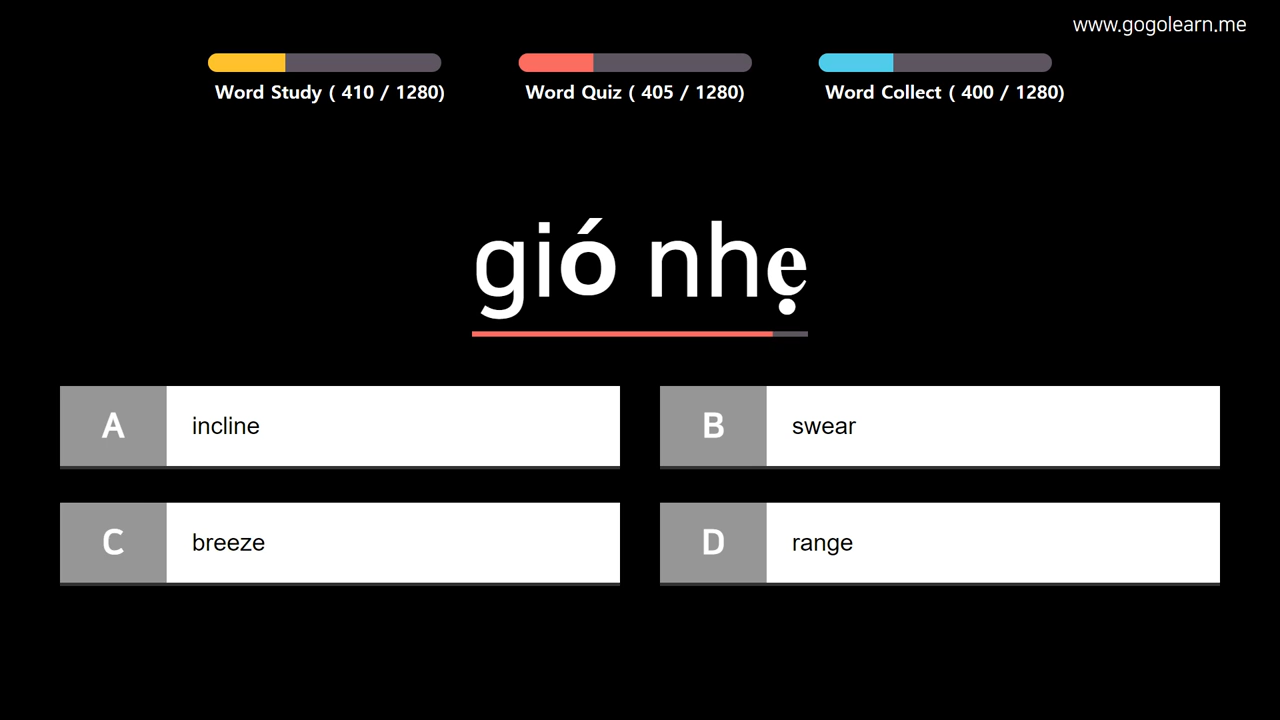 www.gogolearn.me
Word Study ( 410 / 1280)
Word Quiz ( 405 / 1280)
Word Collect ( 400 / 1280)
gió nhẹ
A incline
B swear
C breeze
D range